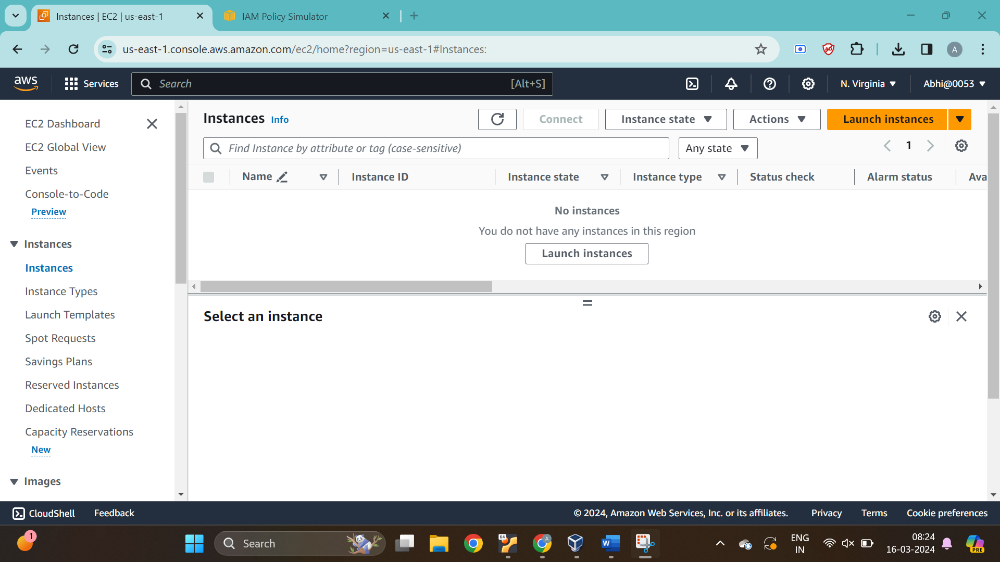 Instances | EC2 | us-east-1
IAM Policy Simulator
us-east-1.console.aws.amazon.com/ec2/home?region=us-east-1#Instances:
A
aws
Services
Search
[Alt+S]
N. Virginia
Abhi@0053
EC2 Dashboard
EC2 Global View
Events
Console-to-Code
Preview
Instances
Instances
Instance Types
Launch Templates
Spot Requests
Savings Plans
Reserved Instances
Dedicated Hosts
Capacity Reservations
New
Images
Instances Info
Connect
Instance state
Actions
Launch instances
Find Instance by attribute or tag (case-sensitive)
Any state
1
Name
Instance ID
Instance state
Instance type
Status check
Alarm status
Ava
No instances
You do not have any instances in this region
Launch instances
Select an instance
CloudShell
Feedback
© 2024, Amazon Web Services, Inc. or its affiliates.
Privacy
Terms
Cookie preferences
1
Search
64
A
W
ENG
IN
08:24
16-03-2024
PRE